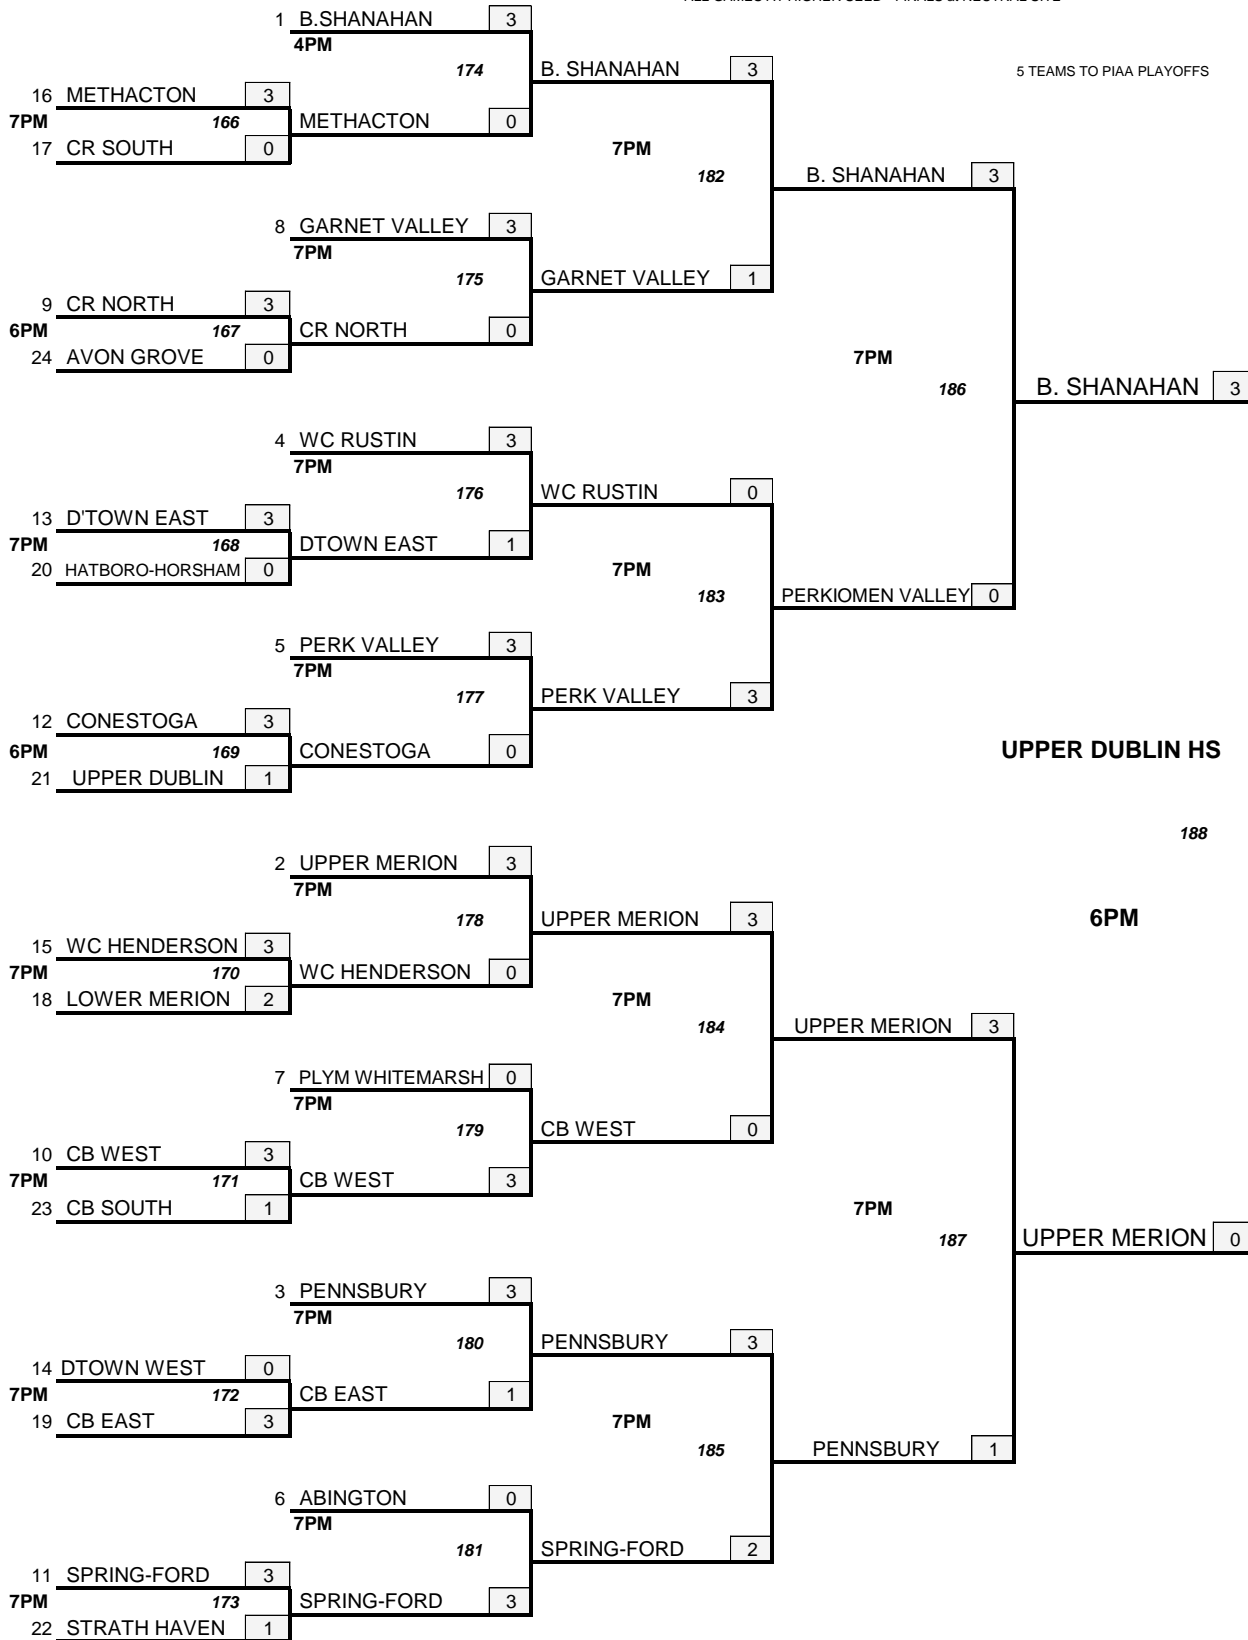 1 B.SHANAHAN 3
4PM
174 B. SHANAHAN 3
5 TEAMS TO PIAA PLAYOFFS
16 METHACTON 3
7PM 166 METHACTON 0
17 CR SOUTH 0
7PM
182 B. SHANAHAN 3
8 GARNET VALLEY 3
7PM
175 GARNET VALLEY 1
9 CR NORTH 3
6PM 167 CR NORTH 0
24 AVON GROVE 0
7PM
186 B. SHANAHAN 3
4 WC RUSTIN 3
7PM
176 WC RUSTIN 0
13 D'TOWN EAST 3
7PM 168 DTOWN EAST 1
20 HATBORO-HORSHAM 0
7PM
183 PERKIOMEN VALLEY 0
5 PERK VALLEY 3
7PM
177 PERK VALLEY 3
12 CONESTOGA 3
6PM 169 CONESTOGA 0
21 UPPER DUBLIN 1
UPPER DUBLIN HS
188
2 UPPER MERION 3
7PM
178 UPPER MERION 3
6PM
15 WC HENDERSON 3
7PM 170 WC HENDERSON 0
18 LOWER MERION 2
7PM
184 UPPER MERION 3
7 PLYM WHITEMARSH 0
7PM
179 CB WEST 0
10 CB WEST 3
7PM 171 CB WEST 3
23 CB SOUTH 1
7PM
187 UPPER MERION 0
3 PENNSBURY 3
7PM
180 PENNSBURY 3
14 DTOWN WEST 0
7PM 172 CB EAST 1
19 CB EAST 3
7PM
185 PENNSBURY 1
6 ABINGTON 0
7PM
181 SPRING-FORD 2
11 SPRING-FORD 3
7PM 173 SPRING-FORD 3
22 STRATH HAVEN 1